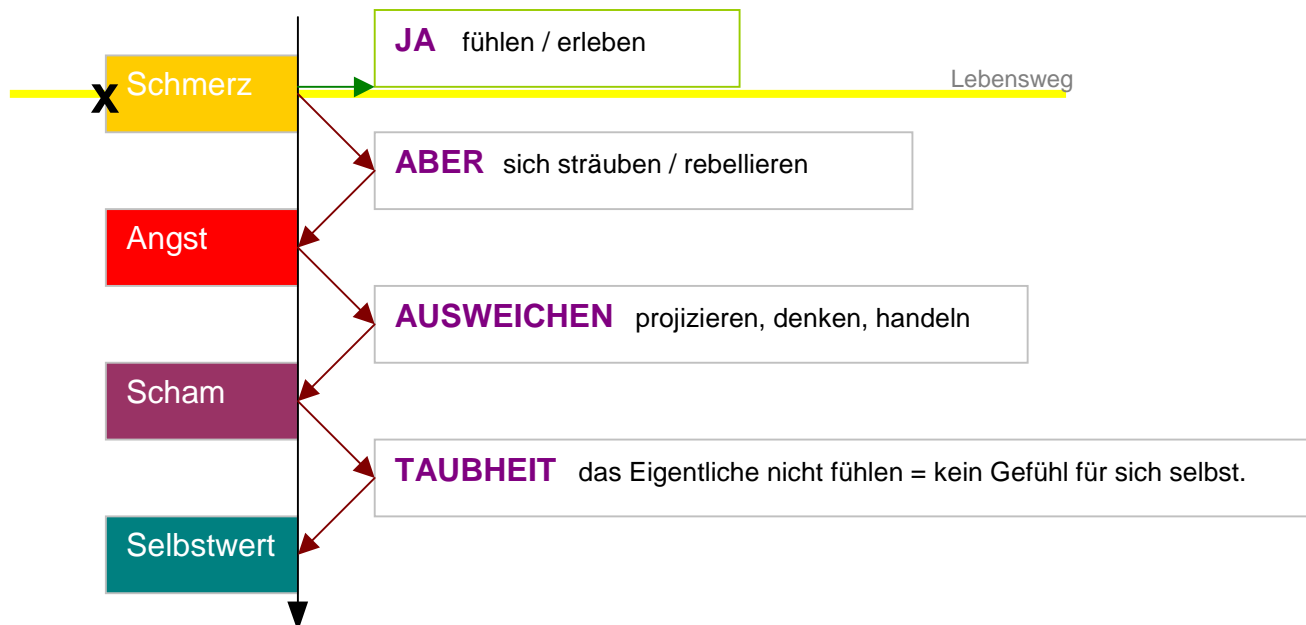 JA fühlen / erleben
Lebensweg
X Schmerz
ABER sich sträuben / rebellieren
Angst
AUSWEICHEN projizieren, denken, handeln
Scham
TAUBHEIT das Eigentliche nicht fühlen = kein Gefühl für sich selbst.
Selbstwert